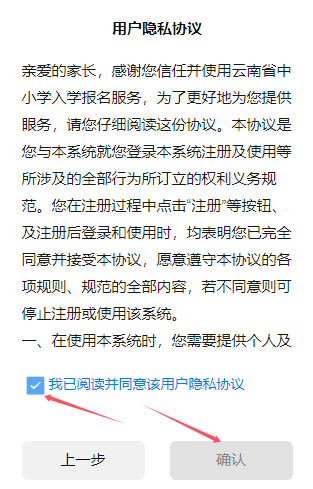 用户隐私协议
亲爱的家长，感谢您信任并使用云南省中
小学入学报名服务，为了更好地为您提供
服务，请您仔细阅读这份协议。本协议是
您与本系统就您登录本系统注册及使用等
所涉及的全部行为所订立的权利义务规
范。您在注册过程中点击“注册”等按钮、
及注册后登录和使用时，均表明您已完全
同意并接受本协议，愿意遵守本协议的各
项规则、规范的全部内容，若不同意则可
停止注册或使用该系统。
一、在使用本系统时，您需要提供个人及
我已阅读并同意该用户隐私协议
上一步
确认